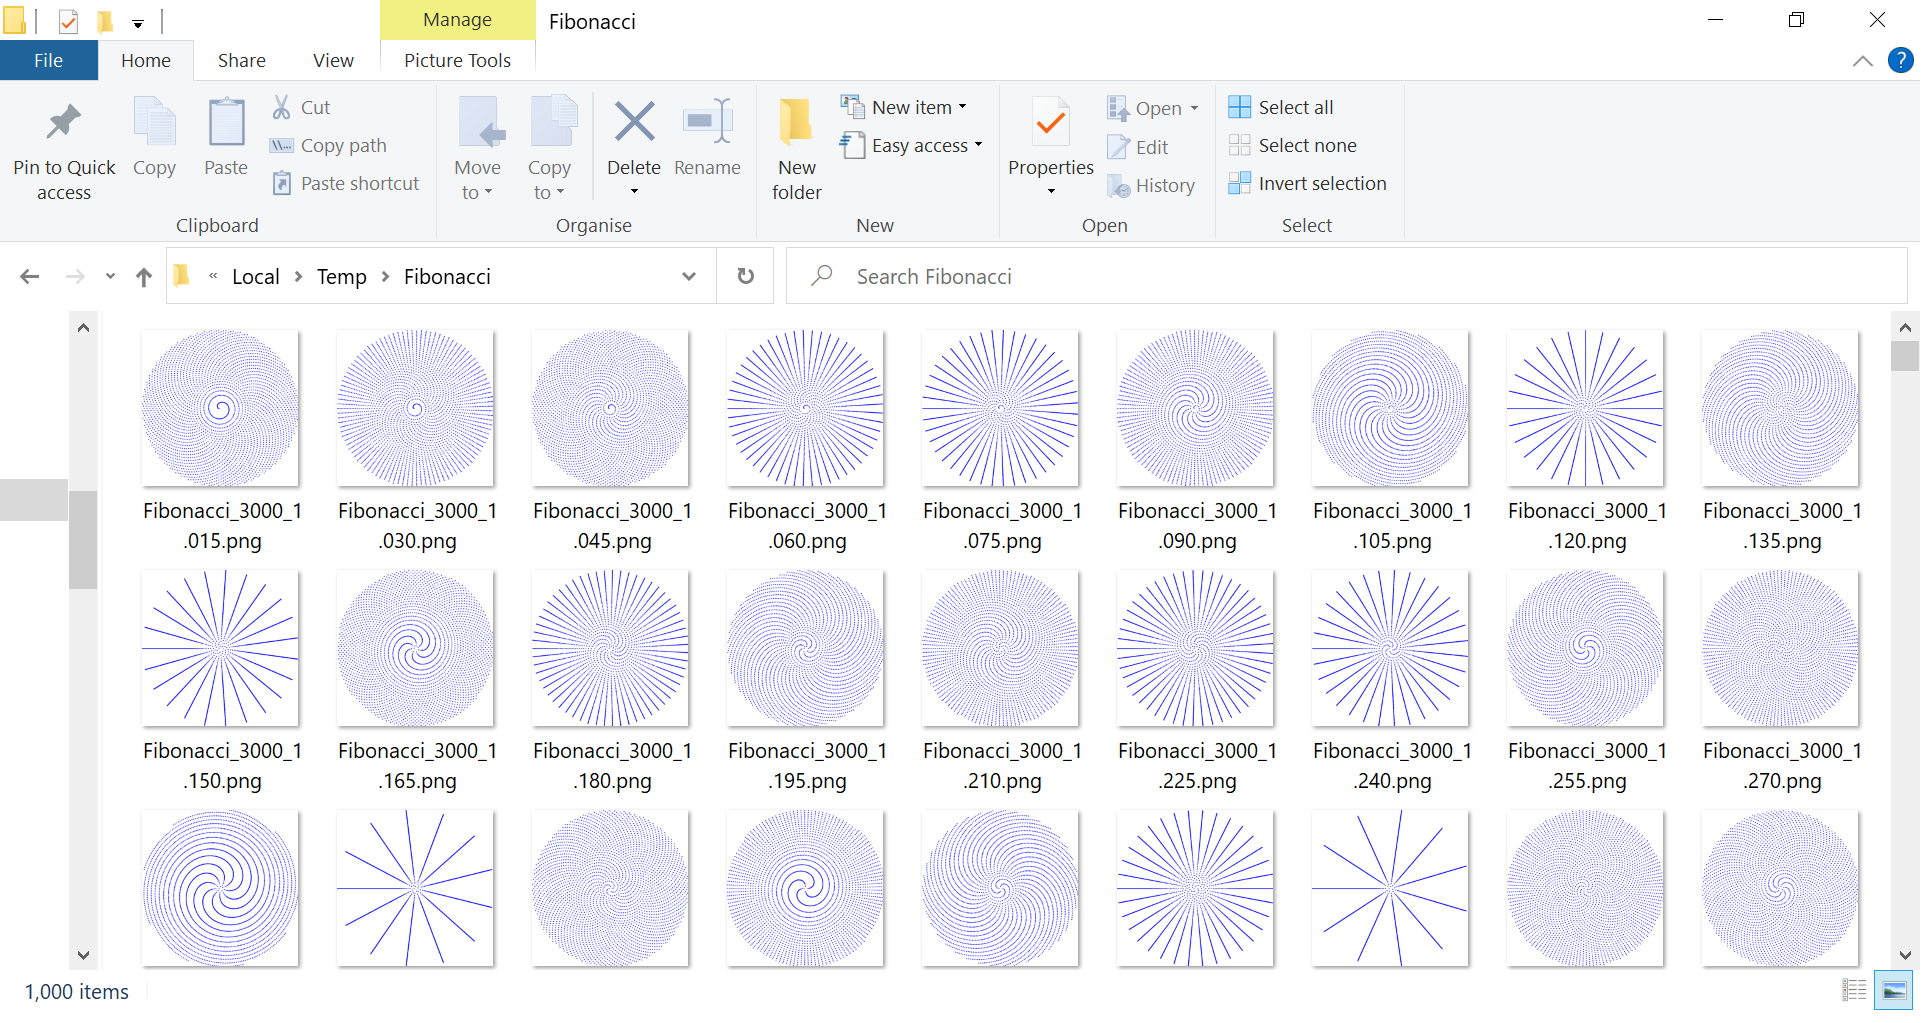 Manage
Fibonacci
File
Home
Share
View
Picture Tools
?
Pin to Quick
access
Copy
Paste
Cut
Copy path
Paste shortcut
Clipboard
Move
to
Copy
to
Delete
Rename
Organise
New
folder
New item
Easy access
New
Properties
Open
Edit
History
Open
Select all
Select none
Invert selection
Select
« Local > Temp > Fibonacci
Search Fibonacci
Fibonacci_3000_1
.015.png
Fibonacci_3000_1
.030.png
Fibonacci_3000_1
.045.png
Fibonacci_3000_1
.060.png
Fibonacci_3000_1
.075.png
Fibonacci_3000_1
.090.png
Fibonacci_3000_1
.105.png
Fibonacci_3000_1
.120.png
Fibonacci_3000_1
.135.png
Fibonacci_3000_1
.150.png
Fibonacci_3000_1
.165.png
Fibonacci_3000_1
.180.png
Fibonacci_3000_1
.195.png
Fibonacci_3000_1
.210.png
Fibonacci_3000_1
.225.png
Fibonacci_3000_1
.240.png
Fibonacci_3000_1
.255.png
Fibonacci_3000_1
.270.png
1,000 items